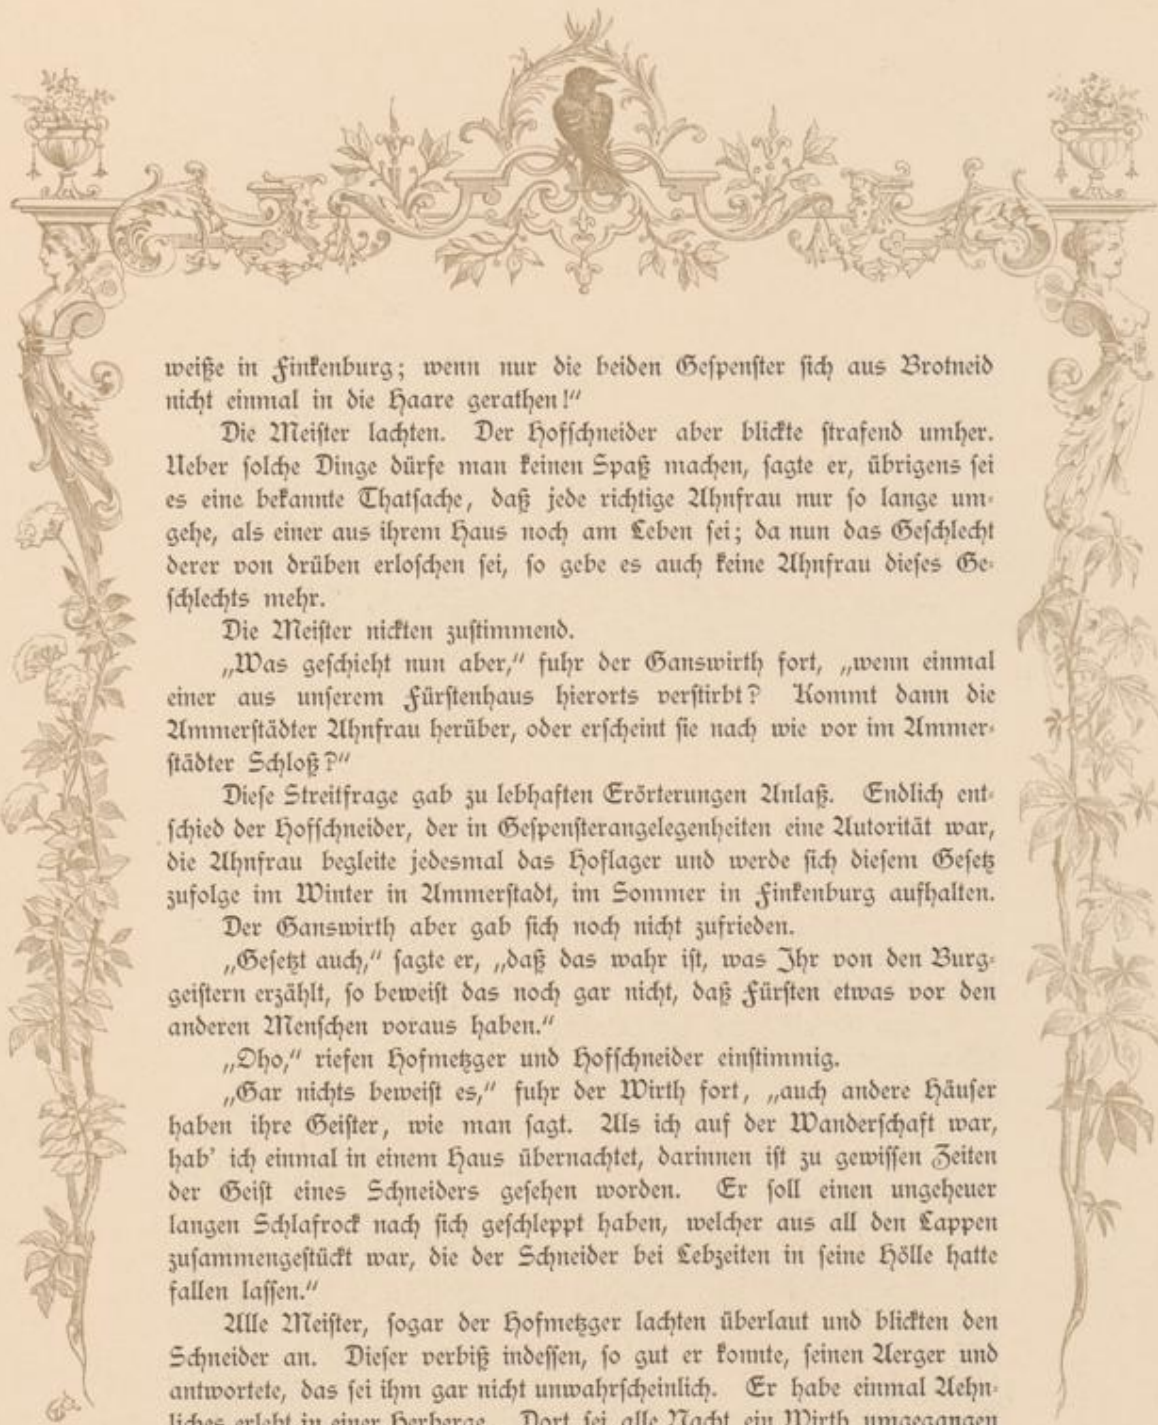 weiße in Finkenburg; wenn nur die beiden Gespenster sich aus Brotneid
nicht einmal in die Haare gerathen!“
Die Meister lachten. Der Hofschneider aber blickte strafend umher.
Ueber solche Dinge dürfe man keinen Spaß machen, sagte er, übrigens sei
es eine bekannte Thatsache, daß jede richtige Ahnfrau nur so lange um-
gehe, als einer aus ihrem Haus noch am Leben sei; da nun das Geschlecht
derer von drüben erloschen sei, so gebe es auch keine Ahnfrau dieses Ge-
schlechts mehr.
Die Meister nickten zustimmend.
„Was geschieht nun aber,“ fuhr der Ganswirth fort, „wenn einmal
einer aus unserem Fürstenhaus hierorts verstirbt? Kommt dann die
Ammerstädter Ahnfrau herüber, oder erscheint sie nach wie vor im Ammer-
städter Schloß?“
Diese Streitfrage gab zu lebhaften Erörterungen Anlaß. Endlich ent-
schied der Hofschneider, der in Gespensterangelegenheiten eine Autorität war,
die Ahnfrau begleite jedesmal das Hoflager und werde sich diesem Gesetz
zufolge im Winter in Ammerstadt, im Sommer in Finkenburg aufhalten.
Der Ganswirth aber gab sich noch nicht zufrieden.
„Gesetzt auch,“ sagte er, „daß das wahr ist, was Ihr von den Burg-
geistern erzählt, so beweist das noch gar nicht, daß Fürsten etwas vor den
anderen Menschen voraus haben.“
„Oho,“ riefen Hofmetzger und Hofschneider einstimmig.
„Gar nichts beweist es,“ fuhr der Wirth fort, „auch andere Häuser
haben ihre Geister, wie man sagt. Als ich auf der Wanderschaft war,
hab’ ich einmal in einem Haus übernachtet, darinnen ist zu gewissen Zeiten
der Geist eines Schneiders gesehen worden. Er soll einen ungeheuer
langen Schlafrock nach sich geschleppt haben, welcher aus all den Lappen
zusammengestückt war, die der Schneider bei Lebzeiten in seine Hölle hatte
fallen lassen.“
Alle Meister, sogar der Hofmetzger lachten überlaut und blickten den
Schneider an. Dieser verbiß indessen, so gut er konnte, seinen Aerger und
antwortete, das sei ihm gar nicht unwahrscheinlich. Er habe einmal Aehn-
liches erlebt in einer Herberge. Dort sei alle Nacht ein Wirth umgegangen